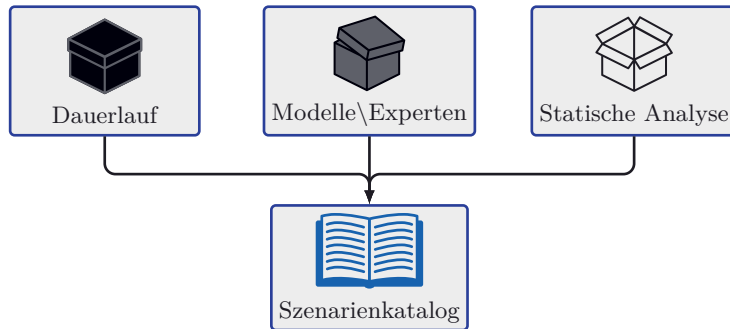 Dauerlauf
Modelle\Experten
Statische Analyse
Szenarienkatalog